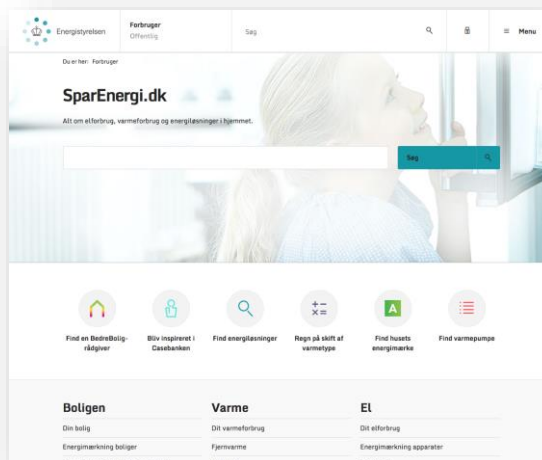 Energistyrelsen
Forbruger
Offentlig
Søg
Menu
Du er her: Forbruger
SparEnergi.dk
Alt om elforbrug, varmeforbrug og energiløsninger i hjemmet.
Søg
Find en BedreBolig-
rådgiver
Bliv inspireret i
Casebanken
Find energiløsninger
Regn på skift af
varmetype
A
Find husets
energimærke
Find varmepumpe
Boligen
Varme
El
Din bolig
Dit varmeforbrug
Dit elforbrug
Energimærkning boliger
Fjernvarme
Energimærkning apparater